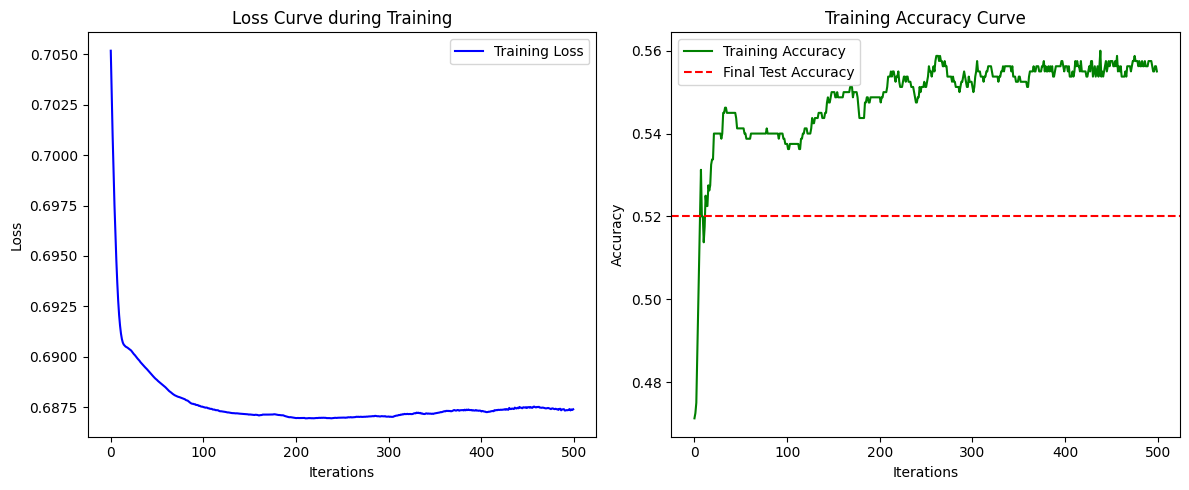 Loss Curve during Training
Training Loss
0.7050
0.7025
0.7000
0.6975
0.6950
0.6925
0.6900
0.6875
Loss
0
100
200
300
400
500
Iterations
Training Accuracy Curve
Training Accuracy
Final Test Accuracy
0.56
0.54
0.52
0.50
0.48
Accuracy
0
100
200
300
400
500
Iterations